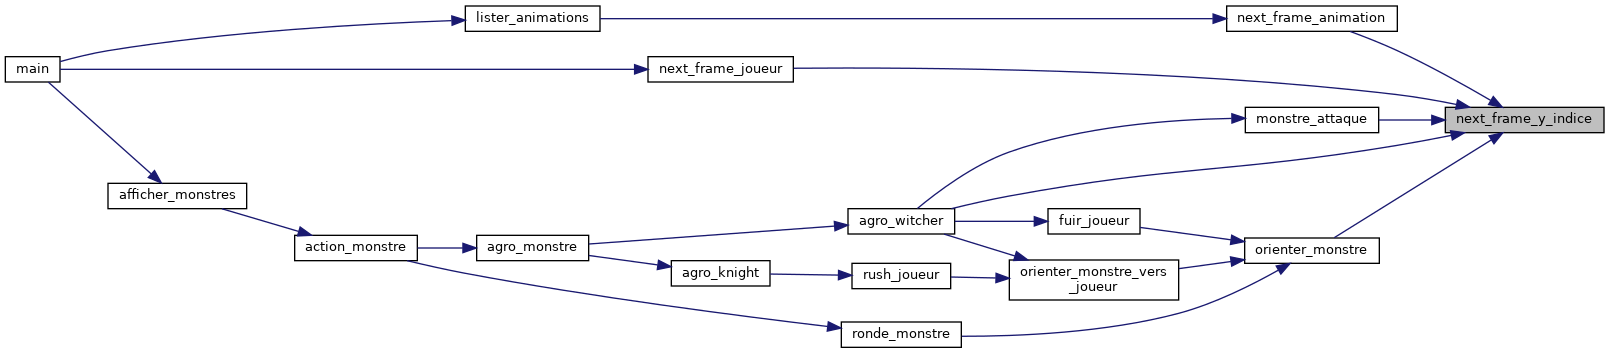 lister_animations
next_frame_animation
main
next_frame_joueur
monstre_attaque
next_frame_y_indice
afficher_monstres
agro_witcher
fuir_joueur
action_monstre
agro_monstre
orienter_monstre
agro_knight
rush_joueur
orienter_monstre_vers
_joueur
ronde_monstre